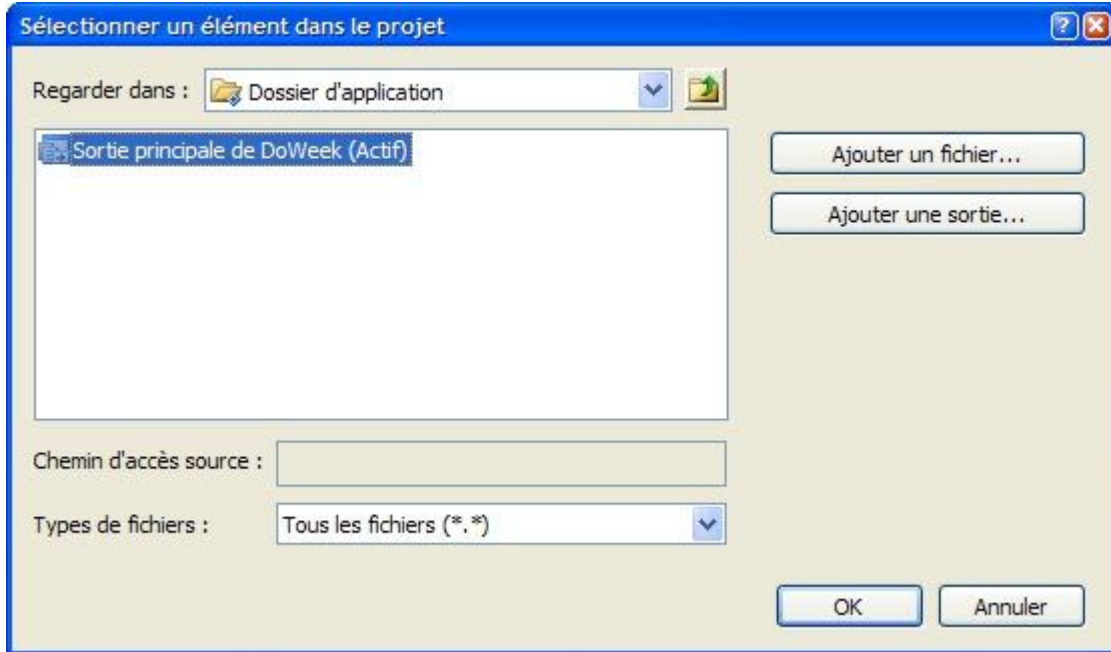 Sélectionner un élément dans le projet
Regarder dans : Dossier d'application
Sortie principale de DoWeek (Actif)
Ajouter un fichier...
Ajouter une sortie...
Chemin d'accès source :
Types de fichiers : Tous les fichiers (*.*)
OK Annuler